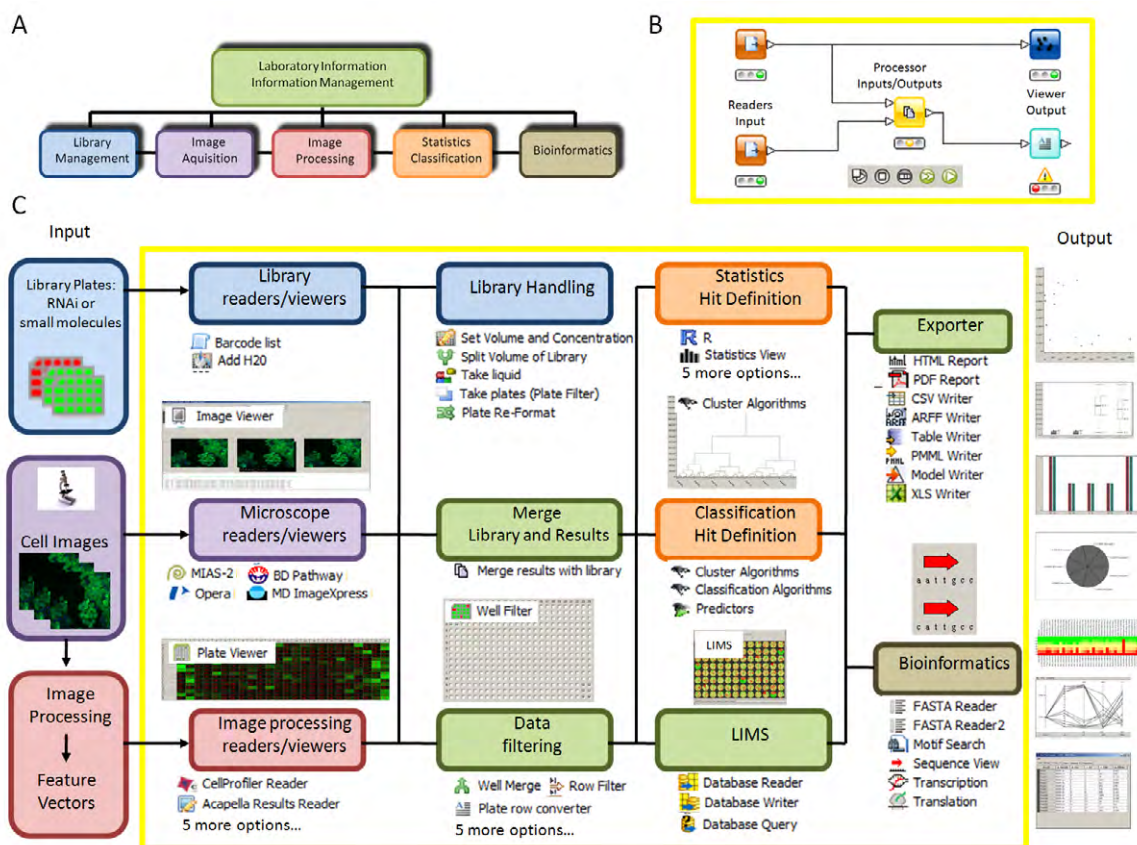 A
Laboratory Information
Information Management
Library
Management
Image
Aquisition
Image
Processing
Statistics
Classification
Bioinformatics
B
Readers
Input
Processor
Inputs/Outputs
Viewer
Output
C
Input
Output
Library Plates:
RNAi or
small molecules
Cell Images
Image
Processing
Feature
Vectors
Library
readers/viewers
Barcode list
Add H20
Image Viewer
Microscope
readers/viewers
MIAS-2
BD Pathway
Opera
MD ImageXpress
Plate Viewer
Image processing
readers/viewers
CellProfiler Reader
Acapella Results Reader
5 more options...
Library Handling
Set Volume and Concentration
Split Volume of Library
Take liquid
Take plates (Plate Filter)
Plate Re-Format
Merge
Library and Results
Merge results with library
Well Filter
Data
filtering
Well Merge
Row Filter
Plate row converter
5 more options...
Statistics
Hit Definition
R
Statistics View
5 more options...
Cluster Algorithms
Classification
Hit Definition
Cluster Algorithms
Classification Algorithms
Predictors
LIMS
LIMS
Database Reader
Database Writer
Database Query
Exporter
html HTML Report
PDF Report
CSV Writer
ARFF ARFF Writer
Table Writer
PMML PMML Writer
Model Writer
XLS Writer
a a t t g c c
c a t t g c c
Bioinformatics
FASTA Reader
FASTA Reader2
Motif Search
Sequence View
Transcription
Translation